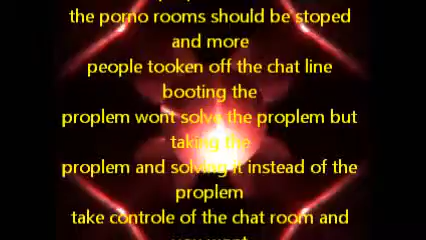 the porno rooms should be stoped
and more
people tooken off the chat line
booting the
proplem wont solve the proplem but
taking the
proplem and solving it instead of the
proplem
take controle of the chat room and
you want